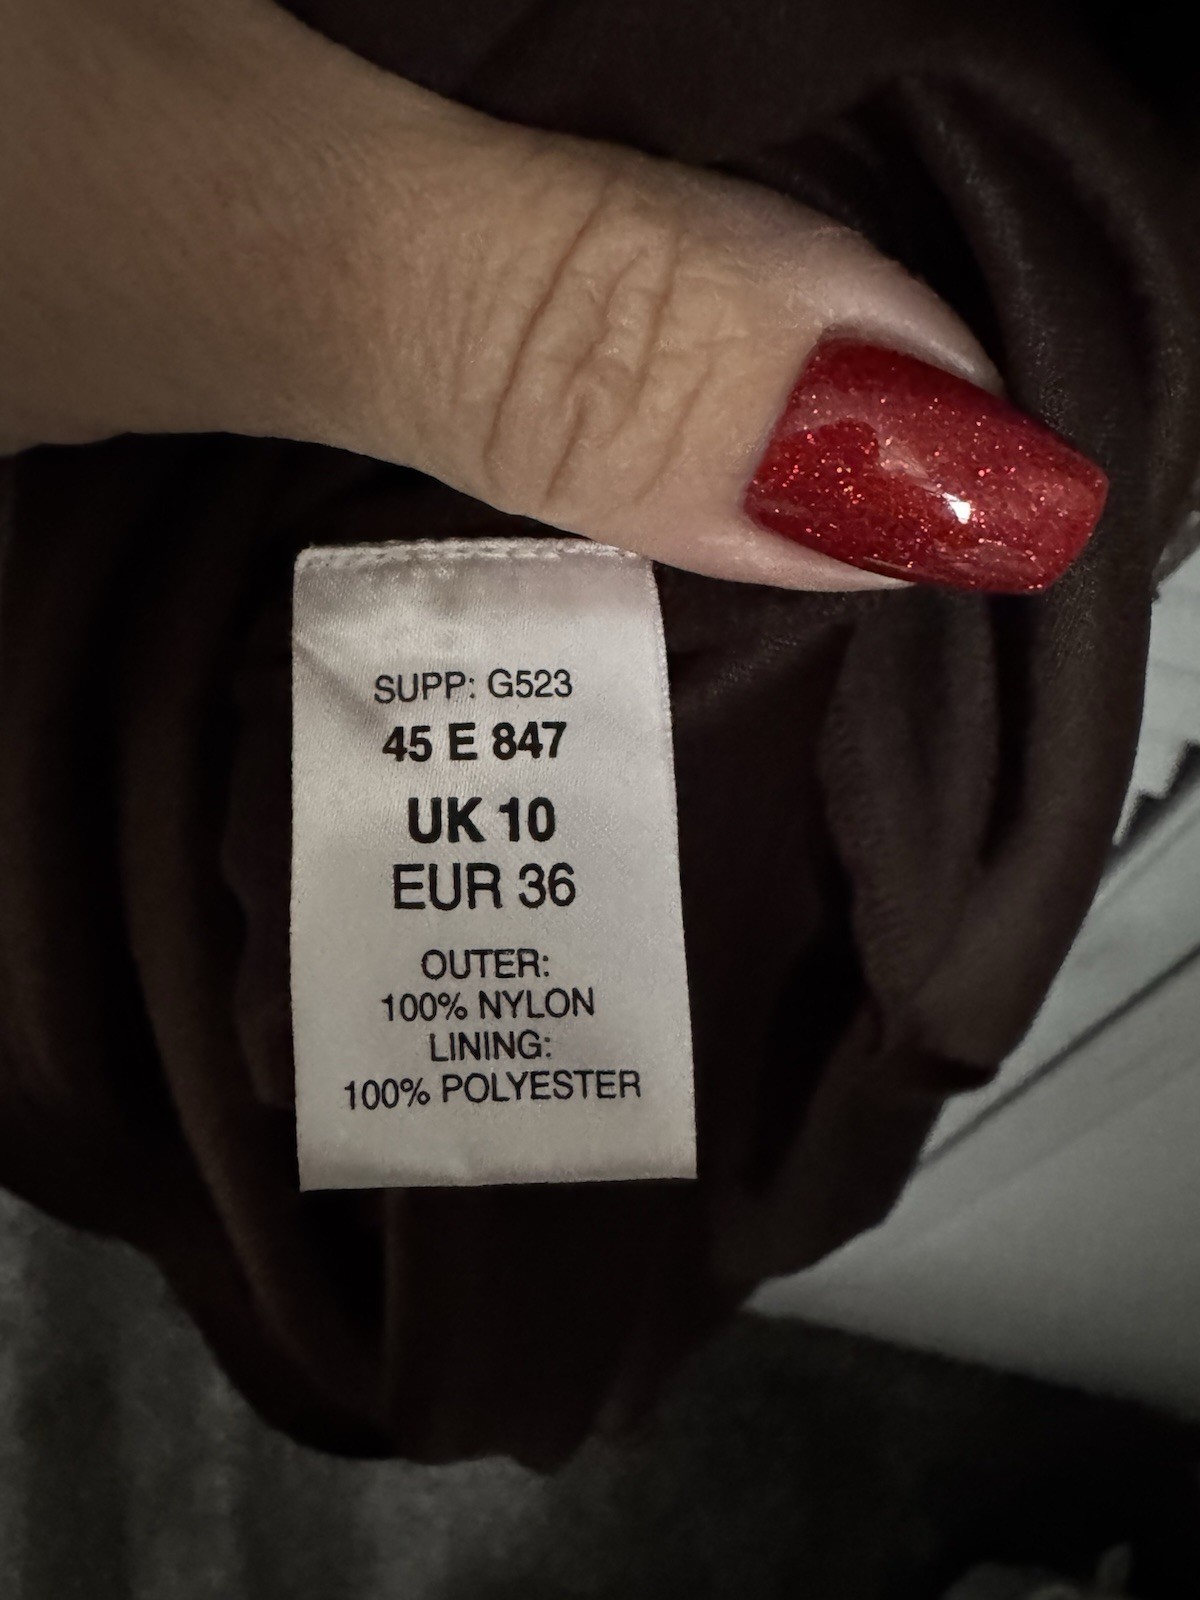 SUPP: G523
45 E 847
UK 10
EUR 36
OUTER:
100% NYLON
LINING:
100% POLYESTER